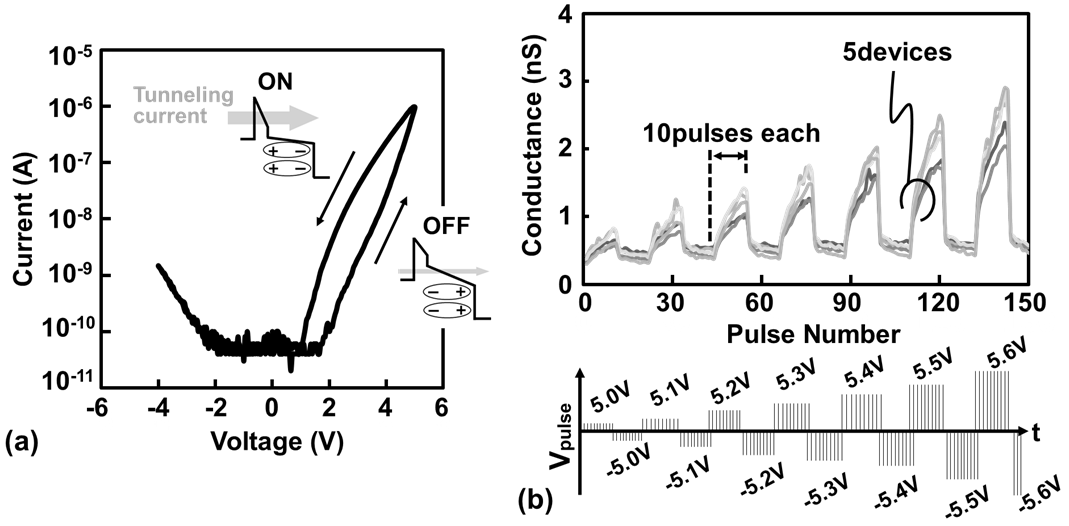 10-5
10-6
10-7
10-8
10-9
10-10
10-11
Current (A)
ON
Tunneling
current
+ −
+ −
OFF
− +
− +
-6 -4 -2 0 2 4 6
Voltage (V)
(a)
4
3
2
1
0
Conductance (nS)
5devices
10pulses each
0 30 60 90 120 150
Pulse Number
5.0V 5.1V 5.2V 5.3V 5.4V 5.5V 5.6V
Vpulse
t
-5.0V -5.1V -5.2V -5.3V -5.4V -5.5V -5.6V
(b)